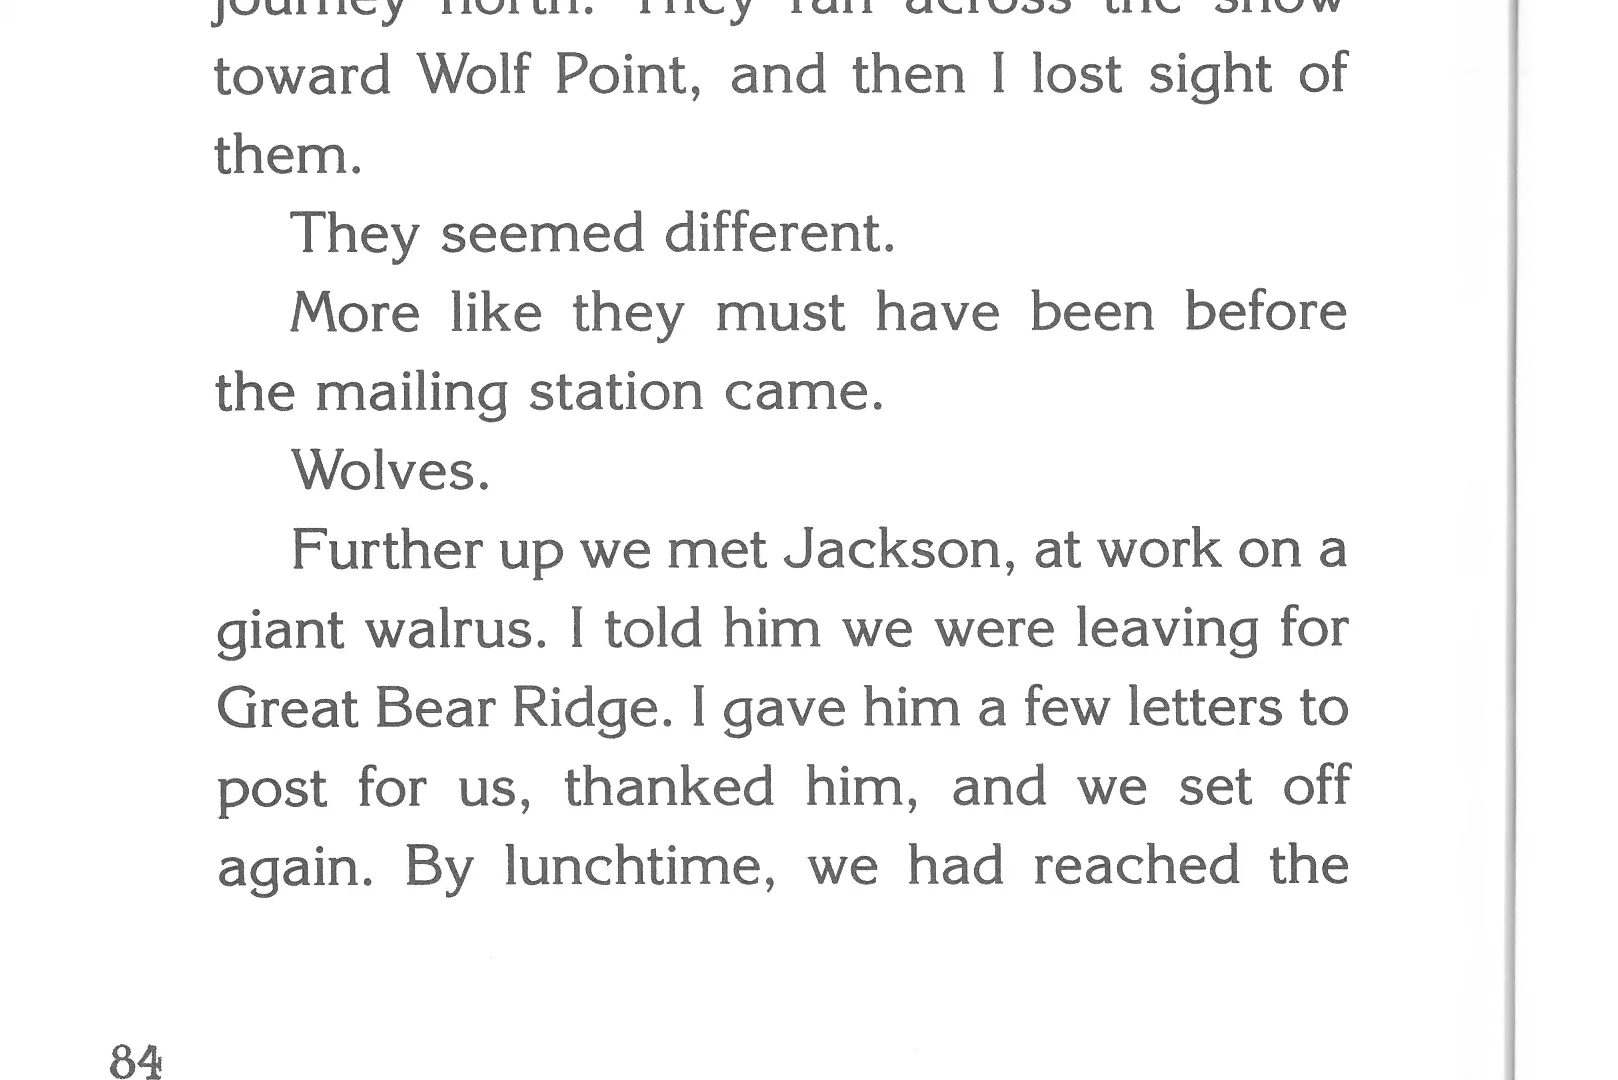 journey north. They ran across the snow
toward Wolf Point, and then I lost sight of
them.
They seemed different.
More like they must have been before
the mailing station came.
Wolves.
Further up we met Jackson, at work on a
giant walrus. I told him we were leaving for
Great Bear Ridge. I gave him a few letters to
post for us, thanked him, and we set off
again. By lunchtime, we had reached the
84